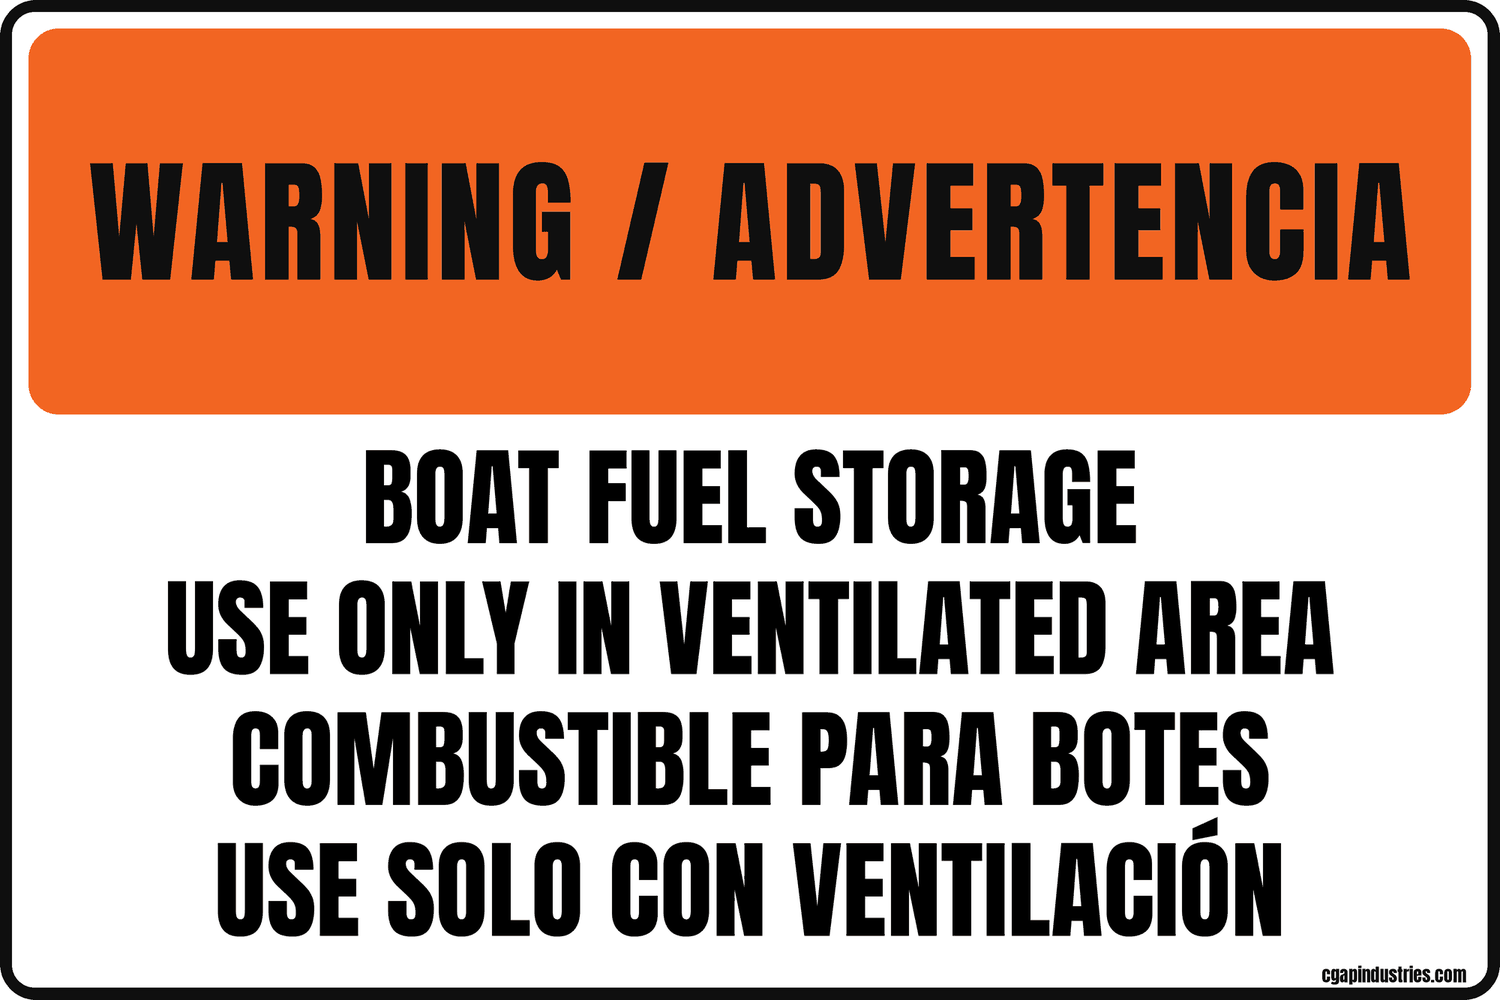 WARNING / ADVERTENCIA
BOAT FUEL STORAGE
USE ONLY IN VENTILATED AREA
COMBUSTIBLE PARA BOTES
USE SOLO CON VENTILACIÓN
cgapindustries.com